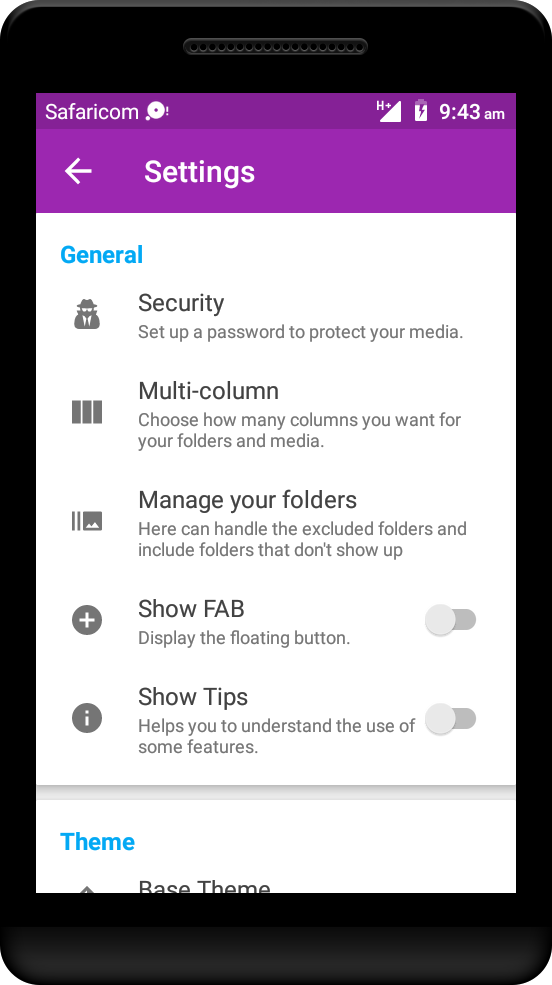 Safaricom
H+
9:43 am
Settings
General
Security
Set up a password to protect your media.
Multi-column
Choose how many columns you want for
your folders and media.
Manage your folders
Here can handle the excluded folders and
include folders that don't show up
Show FAB
Display the floating button.
Show Tips
Helps you to understand the use of
some features.
Theme
Base Theme